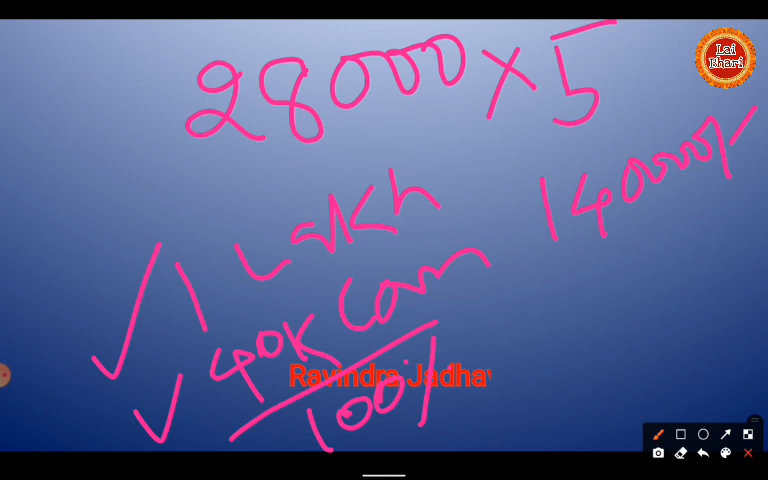 Lai
Bhari
28000 × 5
140000/-
1 Lakh
40K Com
Ravindra Jadhav
100%